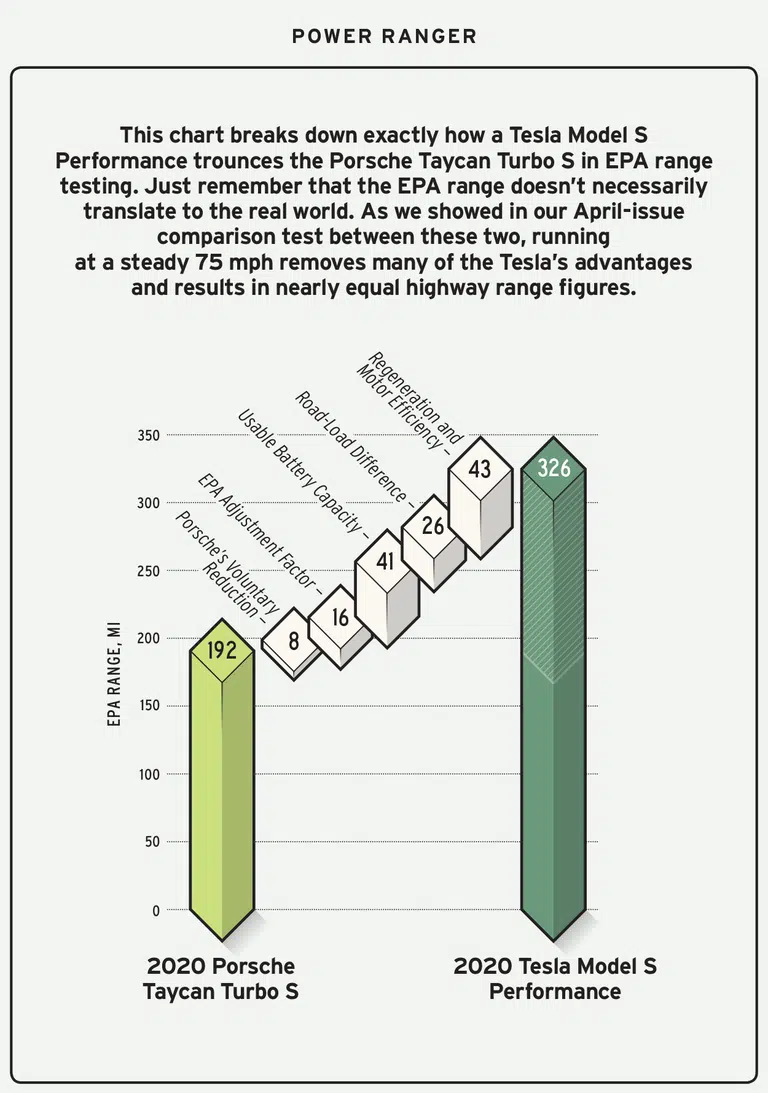 POWER RANGER
This chart breaks down exactly how a Tesla Model S
Performance trounces the Porsche Taycan Turbo S in EPA range
testing. Just remember that the EPA range doesn't necessarily
translate to the real world. As we showed in our April-issue
comparison test between these two, running
at a steady 75 mph removes many of the Tesla's advantages
and results in nearly equal highway range figures.
Regeneration and
Motor Efficiency –
Road-Load Difference –
Usable Battery Capacity –
EPA Adjustment Factor –
Porsche's Voluntary
Reduction –
EPA RANGE, MI
350
300
250
200
150
100
50
0
192
8
16
41
26
43
326
2020 Porsche
Taycan Turbo S
2020 Tesla Model S
Performance